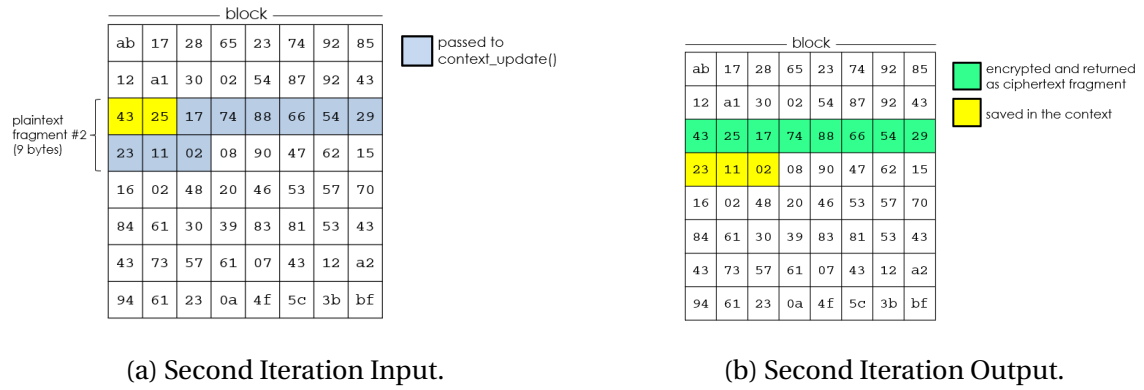 block
ab 17 28 65 23 74 92 85
12 a1 30 02 54 87 92 43
43 25 17 74 88 66 54 29
23 11 02 08 90 47 62 15
16 02 48 20 46 53 57 70
84 61 30 39 83 81 53 43
43 73 57 61 07 43 12 a2
94 61 23 0a 4f 5c 3b bf
plaintext
fragment #2
(9 bytes)
passed to
context_update()
(a) Second Iteration Input.
block
ab 17 28 65 23 74 92 85
12 a1 30 02 54 87 92 43
43 25 17 74 88 66 54 29
23 11 02 08 90 47 62 15
16 02 48 20 46 53 57 70
84 61 30 39 83 81 53 43
43 73 57 61 07 43 12 a2
94 61 23 0a 4f 5c 3b bf
encrypted and returned
as ciphertext fragment
saved in the context
(b) Second Iteration Output.